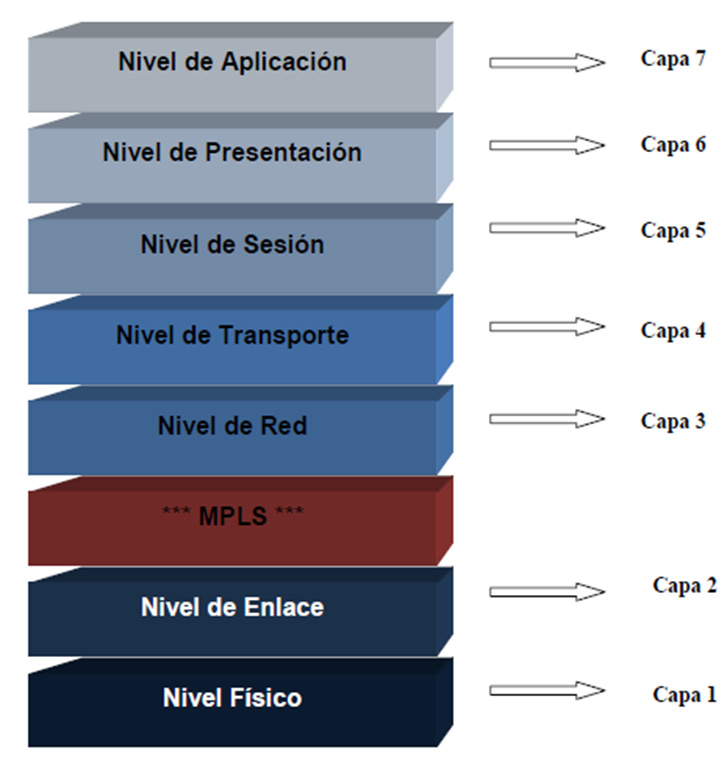 Nivel de Aplicación
Capa 7
Nivel de Presentación
Capa 6
Nivel de Sesión
Capa 5
Nivel de Transporte
Capa 4
Nivel de Red
Capa 3
*** MPLS ***
Nivel de Enlace
Capa 2
Nivel Físico
Capa 1